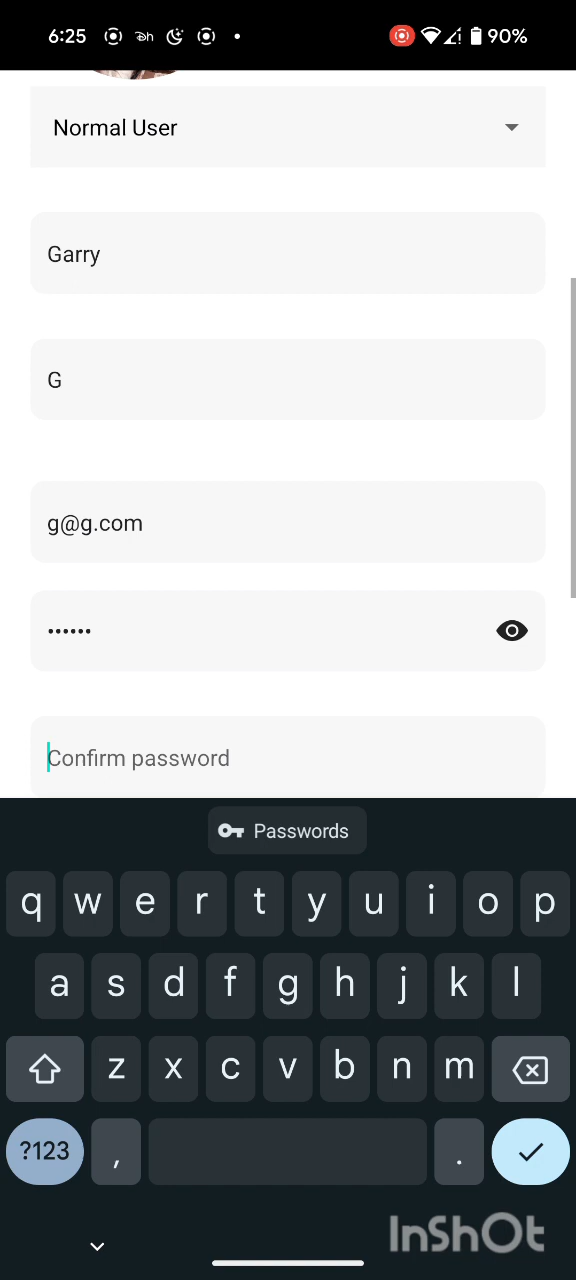 6:25
90%
Normal User
Garry
G
g@g.com
••••••
Confirm password
Passwords
q w e r t y u i o p
a s d f g h j k l
z x c v b n m
?123 , .
InShOt